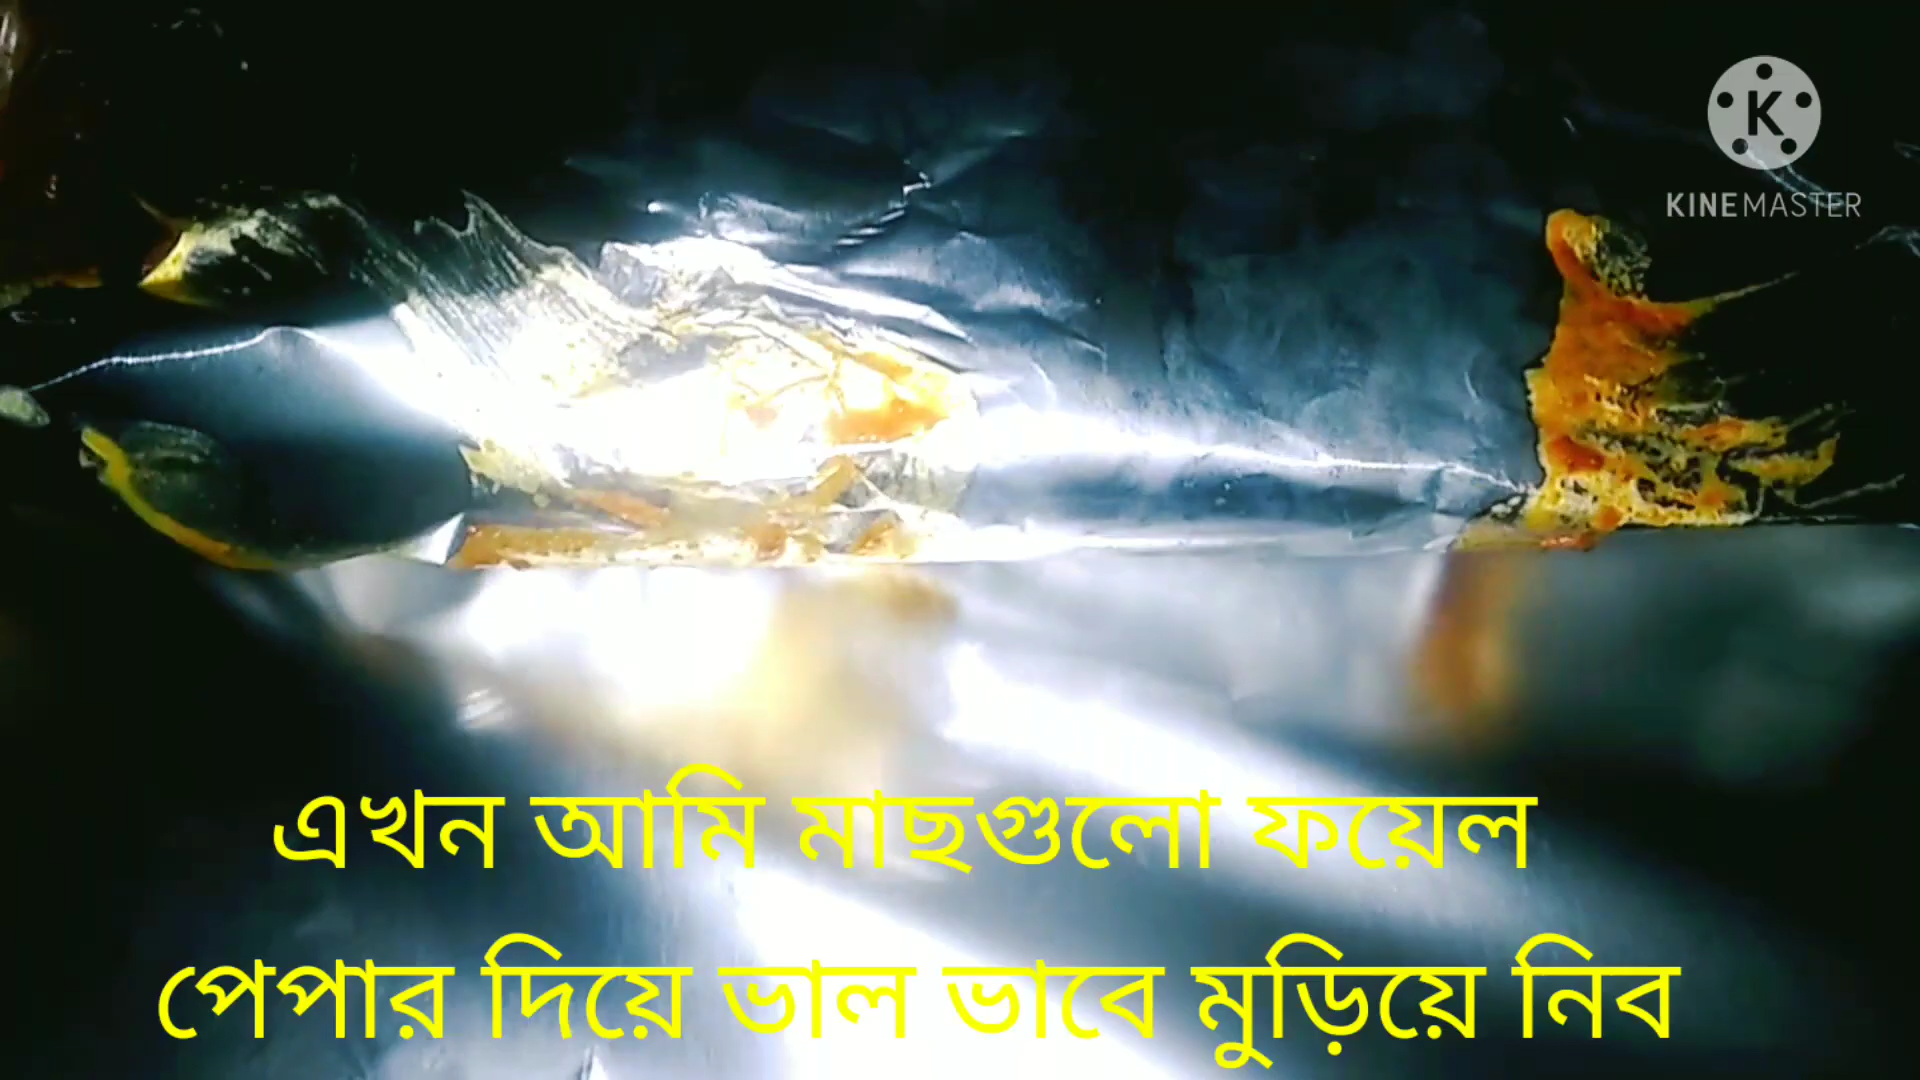 KINEMASTER
এখন আমি মাছগুলো ফয়েল
পেপার দিয়ে ভাল ভাবে মুড়িয়ে নিব